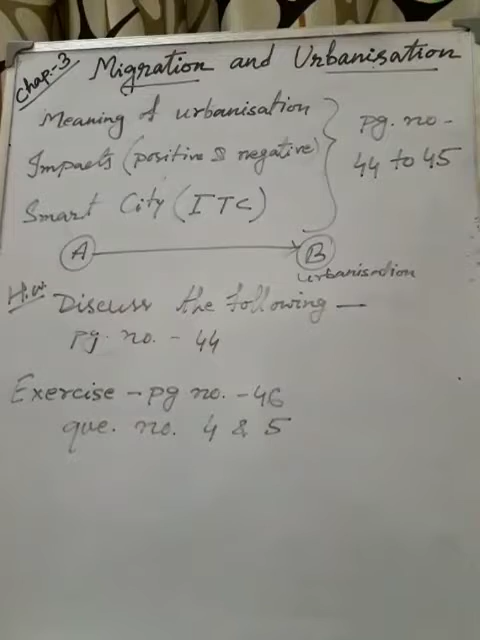 Chap.-3 Migration and Urbanisation
Meaning of urbanisation
Impacts (positive & negative)
Smart City (ITC)
pg. no -
44 to 45
A B
urbanisation
H.w. Discuss the following —
pg. no. - 44
Exercise - pg no. - 46
que. no. 4 & 5